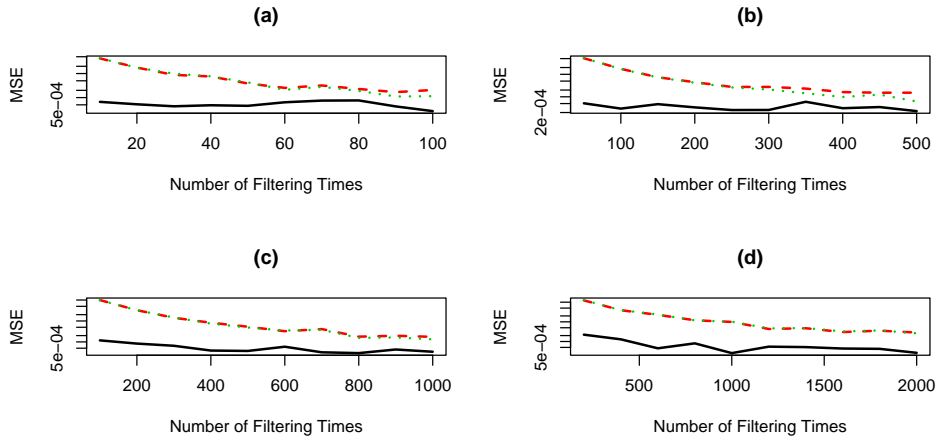 (a)
MSE
5e-04
20 40 60 80 100
Number of Filtering Times
(b)
MSE
2e-04
100 200 300 400 500
Number of Filtering Times
(c)
MSE
5e-04
200 400 600 800 1000
Number of Filtering Times
(d)
MSE
5e-04
500 1000 1500 2000
Number of Filtering Times